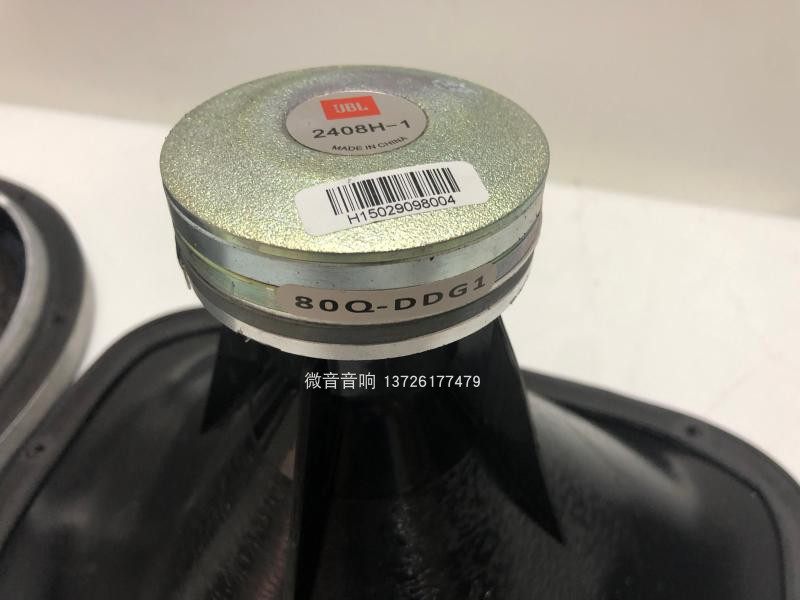 JBL
2408H-1
MADE IN CHINA
H15029098004
80Q-DDG1
微音音响 13726177479